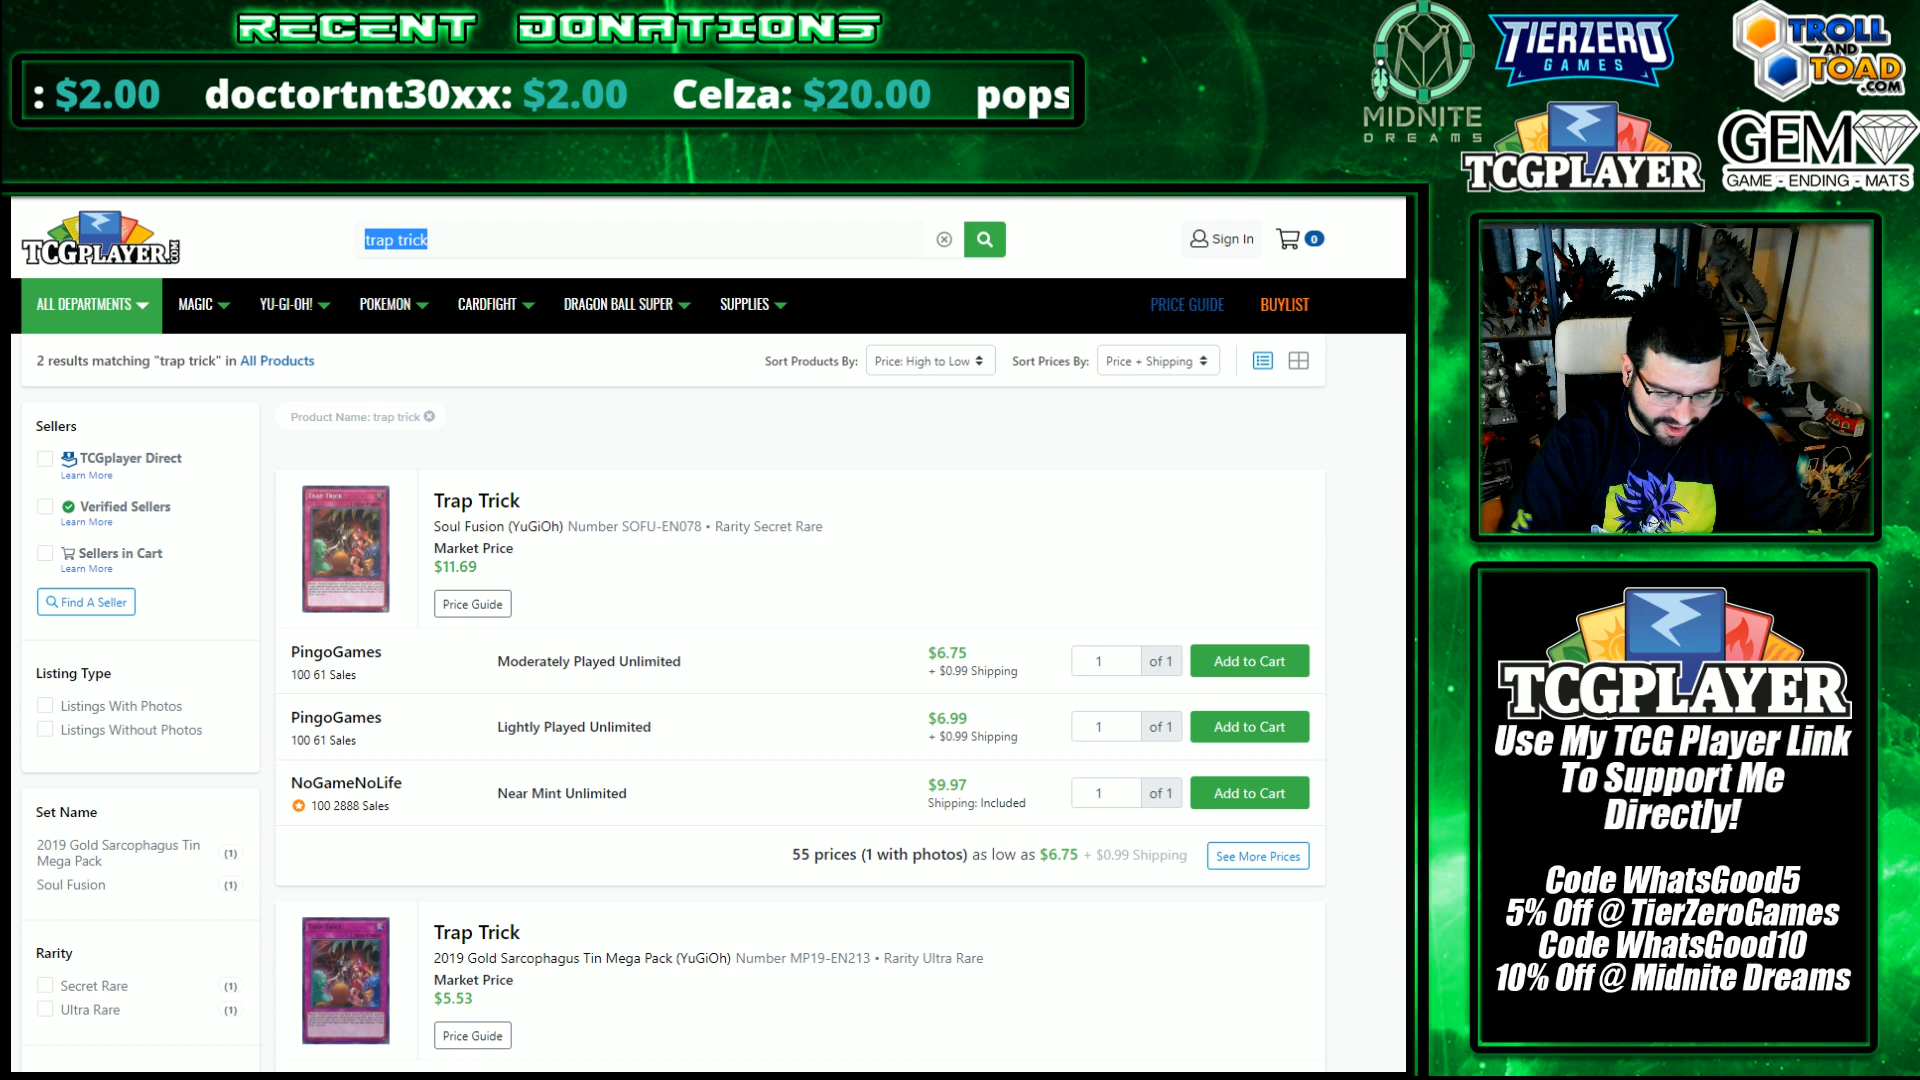 RECENT DONATIONS
: $2.00 doctortnt30xx: $2.00 Celza: $20.00 pops
MIDNITE
DREAMS
TIERZERO
GAMES
TROLL
AND
TOAD
.COM
TCGPLAYER
GEM
GAME - ENDING - MATS
TCGPLAYER.COM
trap trick
Sign In
0
ALL DEPARTMENTS
MAGIC
YU-GI-OH!
POKEMON
CARDFIGHT
DRAGON BALL SUPER
SUPPLIES
PRICE GUIDE
BUYLIST
2 results matching "trap trick" in All Products
Sort Products By: Price: High to Low
Sort Prices By: Price + Shipping
Product Name: trap trick
Sellers
TCGplayer Direct
Learn More
Verified Sellers
Learn More
Sellers in Cart
Learn More
Find A Seller
Listing Type
Listings With Photos
Listings Without Photos
Set Name
2019 Gold Sarcophagus Tin
Mega Pack (1)
Soul Fusion (1)
Rarity
Secret Rare (1)
Ultra Rare (1)
TRAP TRICK
Trap Trick
Soul Fusion (YuGiOh) Number SOFU-EN078 • Rarity Secret Rare
Market Price
$11.69
Price Guide
PingoGames
100 61 Sales
Moderately Played Unlimited
$6.75
+ $0.99 Shipping
1 of 1
Add to Cart
PingoGames
100 61 Sales
Lightly Played Unlimited
$6.99
+ $0.99 Shipping
1 of 1
Add to Cart
NoGameNoLife
100 2888 Sales
Near Mint Unlimited
$9.97
Shipping: Included
1 of 1
Add to Cart
55 prices (1 with photos) as low as $6.75 + $0.99 Shipping
See More Prices
TRAP TRICK
Trap Trick
2019 Gold Sarcophagus Tin Mega Pack (YuGiOh) Number MP19-EN213 • Rarity Ultra Rare
Market Price
$5.53
Price Guide
TCGPLAYER
Use My TCG Player Link
To Support Me
Directly!
Code WhatsGood5
5% Off @ TierZeroGames
Code WhatsGood10
10% Off @ Midnite Dreams